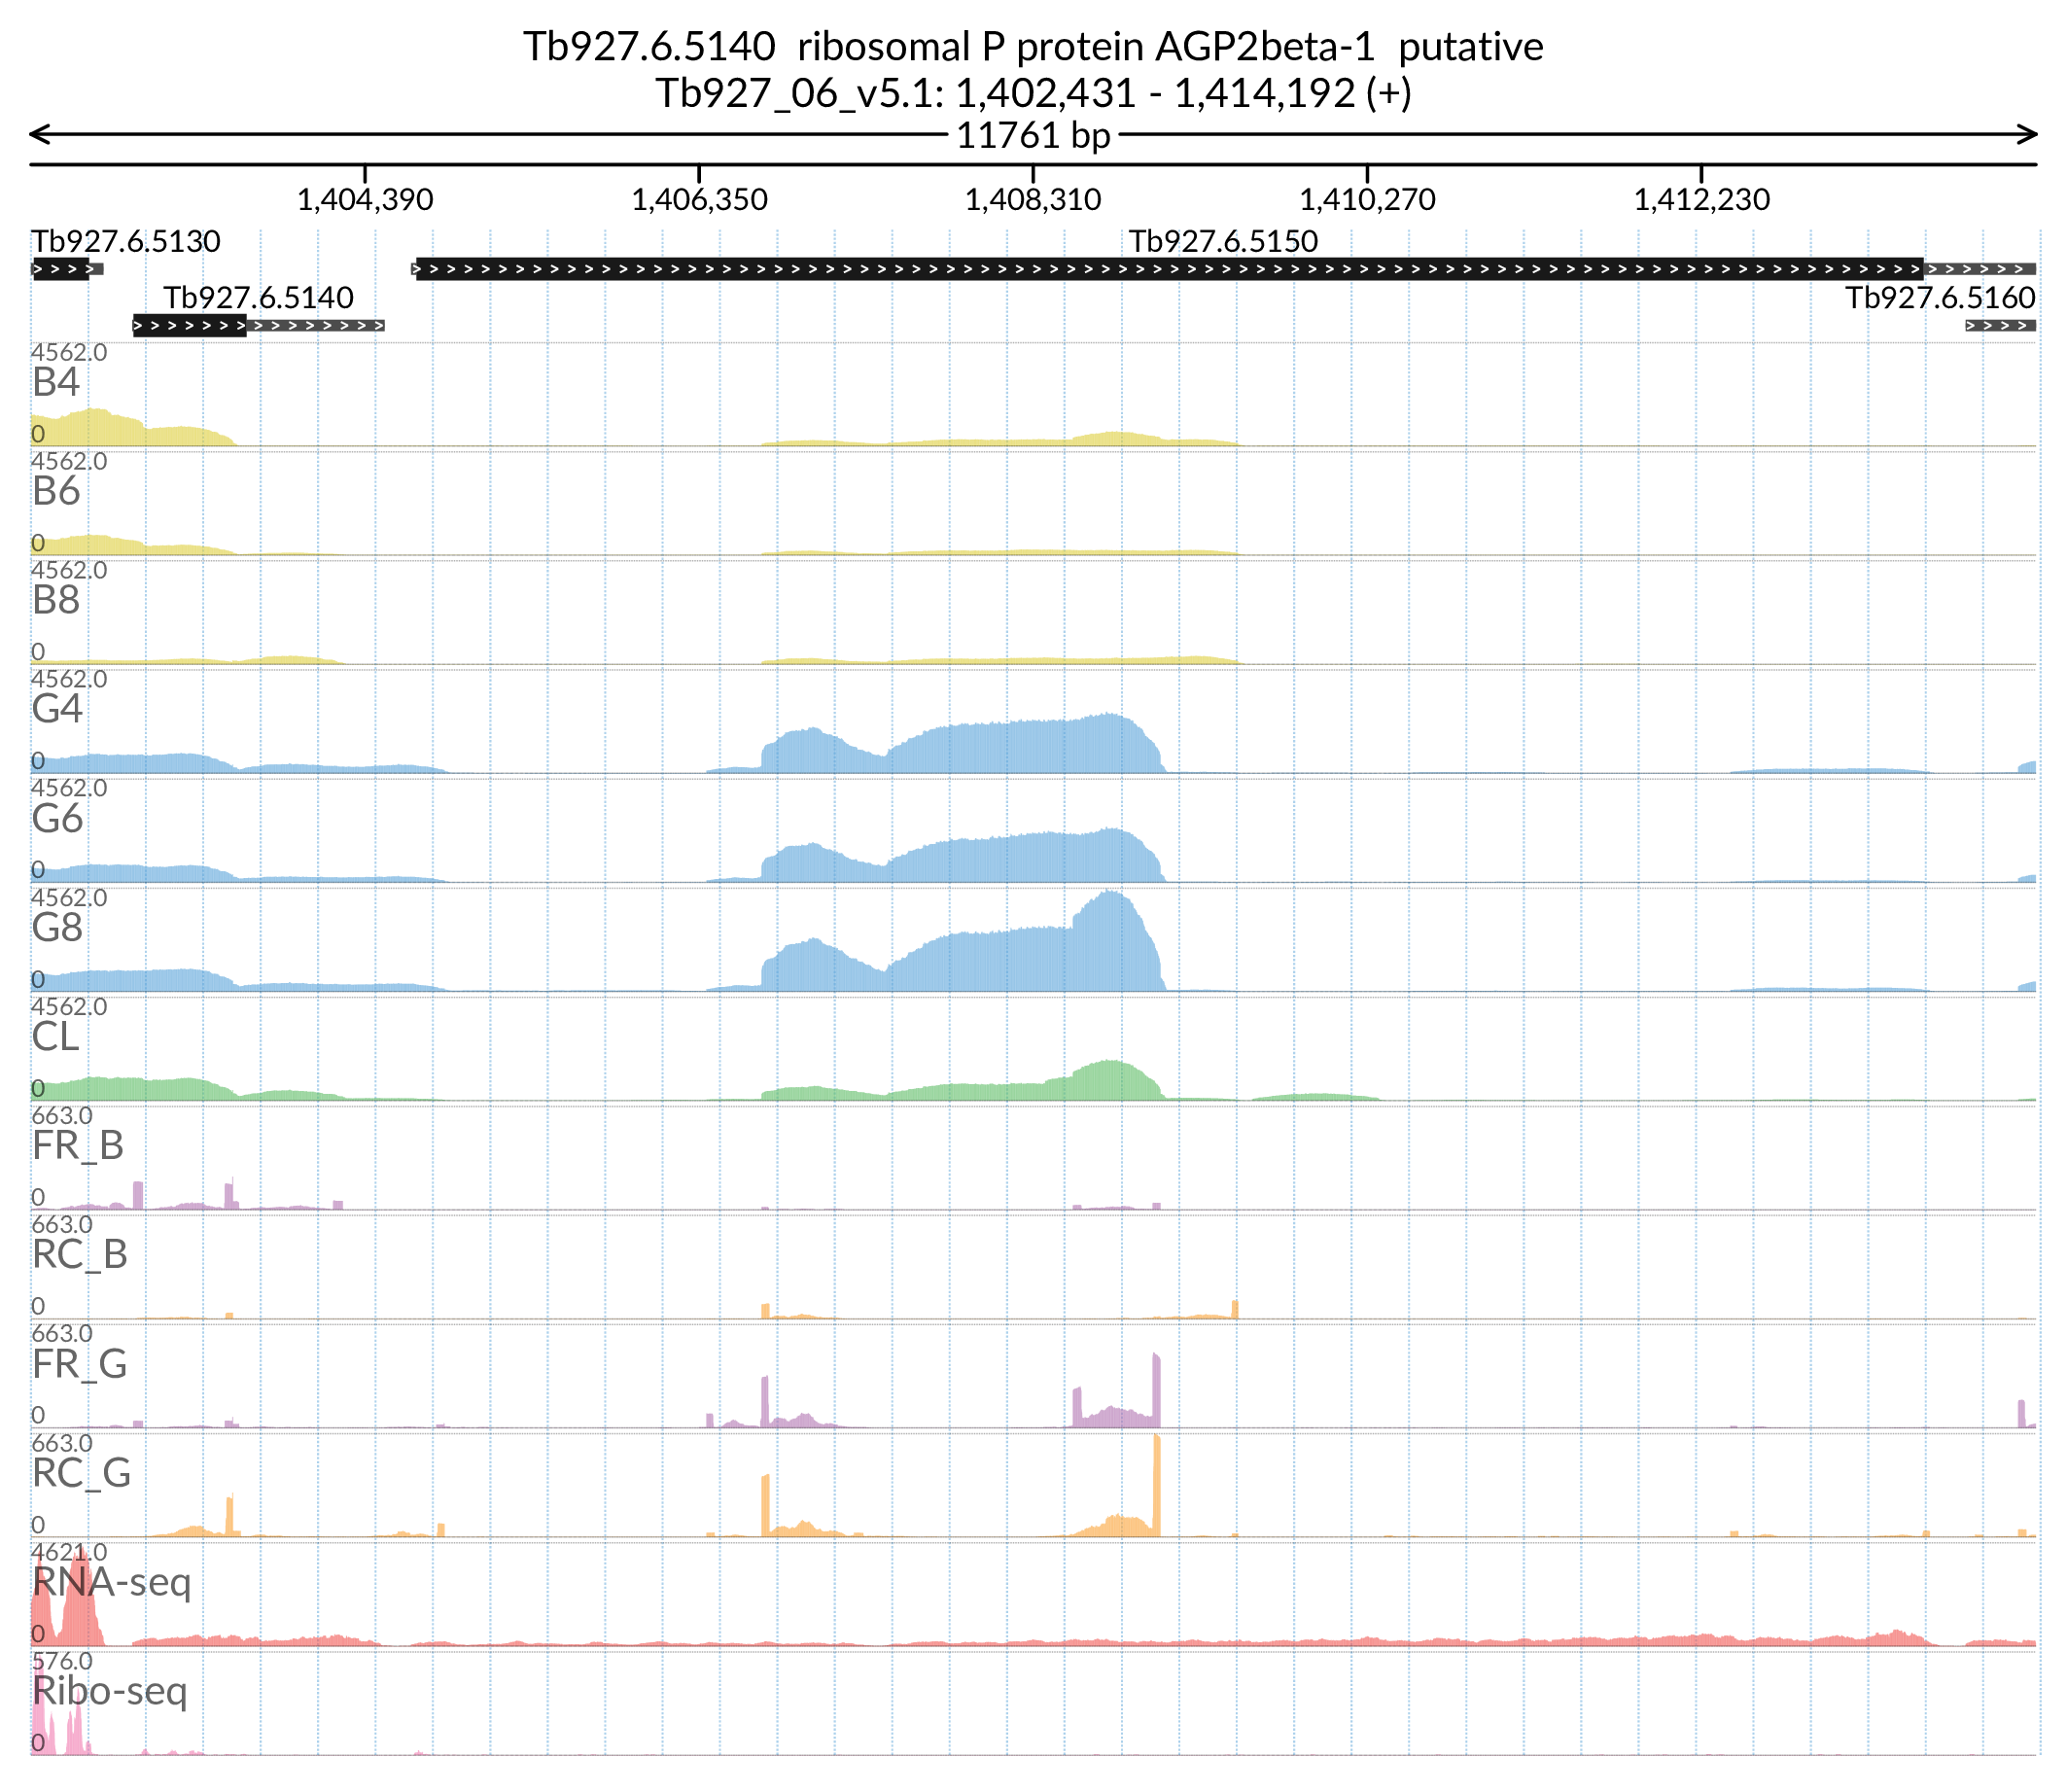 Tb927.6.5140  ribosomal P protein AGP2beta-1  putative
Tb927_06_v5.1: 1,402,431 - 1,414,192 (+)
11761 bp
1,404,390 1,406,350 1,408,310 1,410,270 1,412,230
Tb927.6.5130 Tb927.6.5150
Tb927.6.5140 Tb927.6.5160
4562.0
B4
0
4562.0
B6
0
4562.0
B8
0
4562.0
G4
0
4562.0
G6
0
4562.0
G8
0
4562.0
CL
0
663.0
FR_B
0
663.0
RC_B
0
663.0
FR_G
0
663.0
RC_G
0
4621.0
RNA-seq
0
576.0
Ribo-seq
0